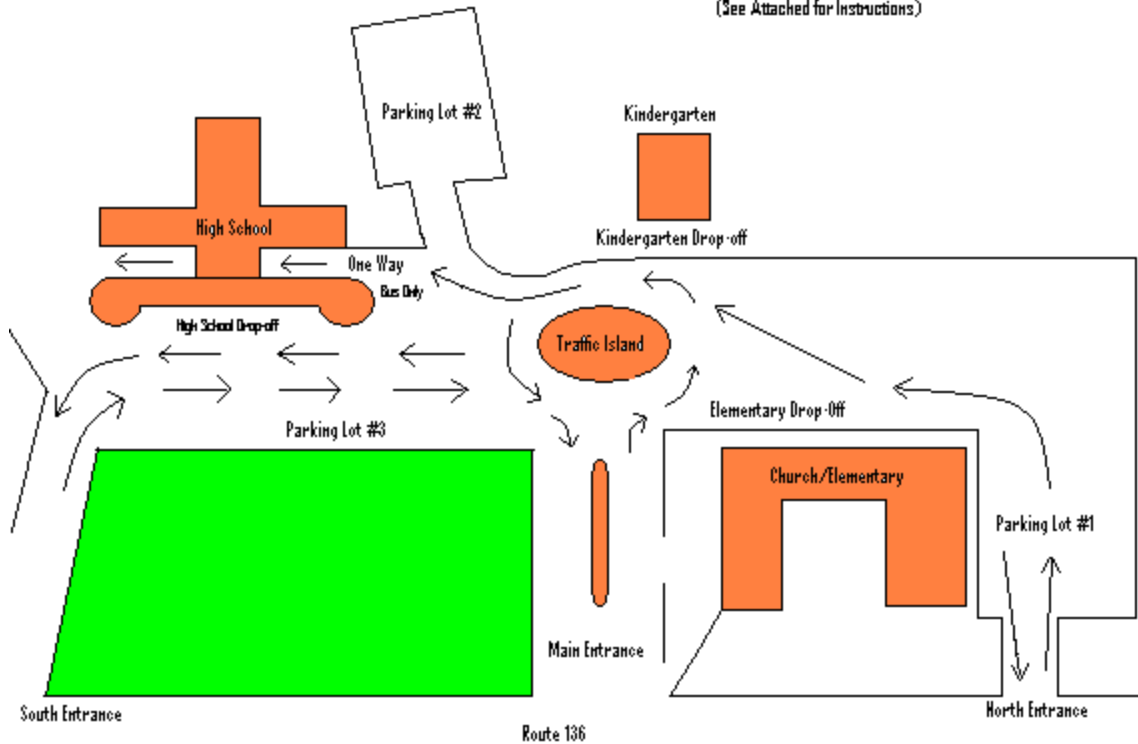 (See Attached for Instructions)
Parking Lot #2
Kindergarten
High School
Kindergarten Drop-off
One Way
Bus Only
High School Drop-off
Traffic Island
Elementary Drop-Off
Parking Lot #3
Church/Elementary
Parking Lot #1
Main Entrance
South Entrance
North Entrance
Route 136